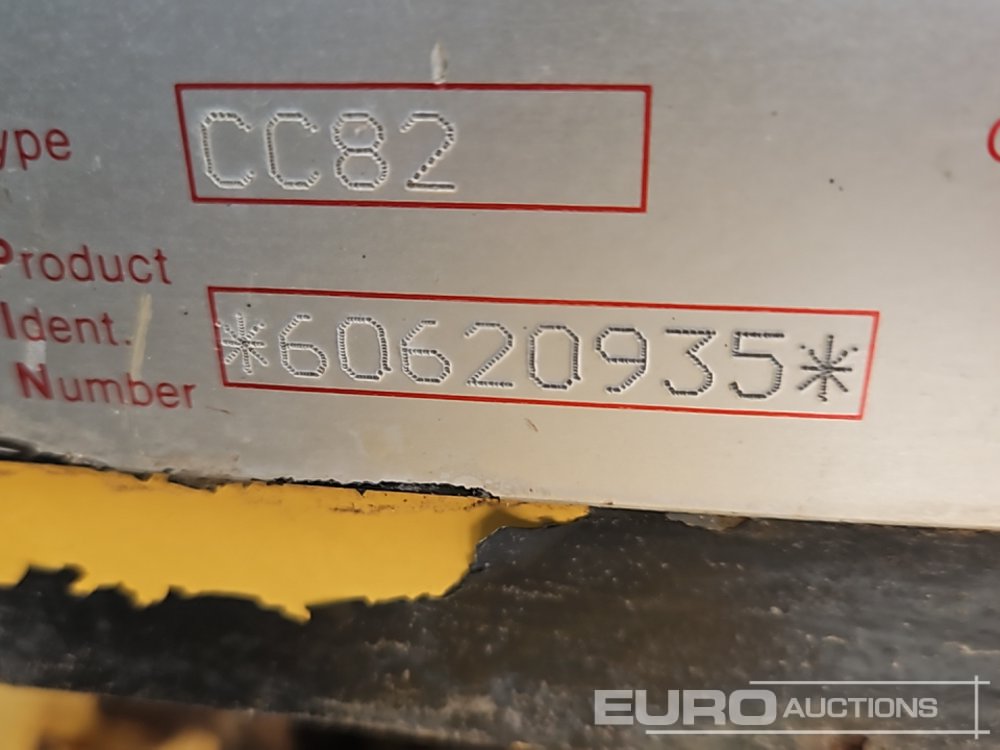 ype CC82
Product
Ident. *60620935*
Number
EURO AUCTIONS